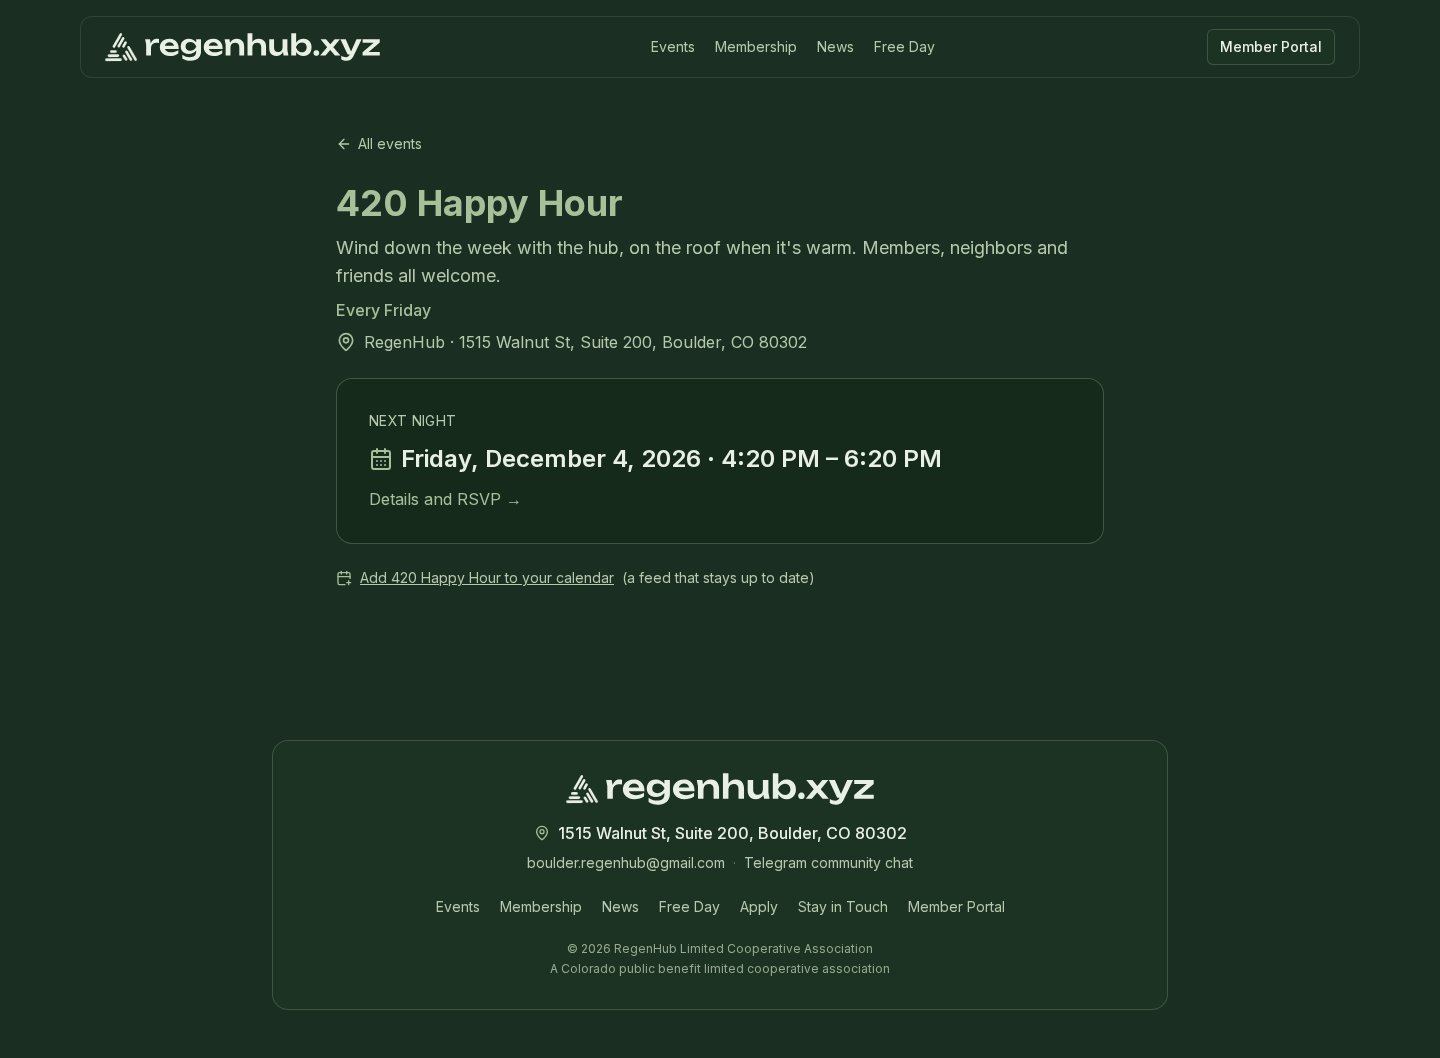 regenhub.xyz
Events
Membership
News
Free Day
Member Portal
← All events
420 Happy Hour
Wind down the week with the hub, on the roof when it's warm. Members, neighbors and
friends all welcome.
Every Friday
RegenHub · 1515 Walnut St, Suite 200, Boulder, CO 80302
NEXT NIGHT
Friday, December 4, 2026 · 4:20 PM – 6:20 PM
Details and RSVP →
Add 420 Happy Hour to your calendar (a feed that stays up to date)
regenhub.xyz
1515 Walnut St, Suite 200, Boulder, CO 80302
boulder.regenhub@gmail.com · Telegram community chat
Events
Membership
News
Free Day
Apply
Stay in Touch
Member Portal
© 2026 RegenHub Limited Cooperative Association
A Colorado public benefit limited cooperative association